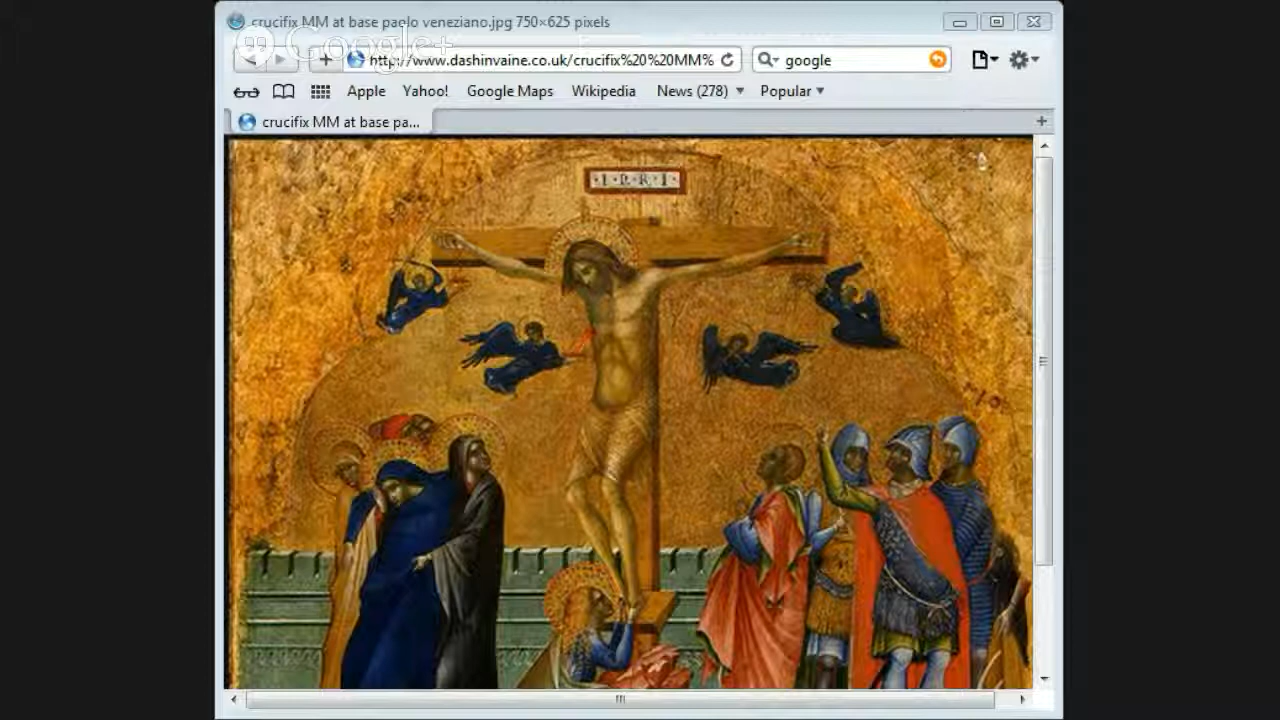 crucifix MM at base paolo veneziano.jpg 750×625 pixels
Google+
http://www.dashinvaine.co.uk/crucifix%20%20MM%
google
Apple Yahoo! Google Maps Wikipedia News (278) Popular
crucifix MM at base pa...
·I·N·R·I·